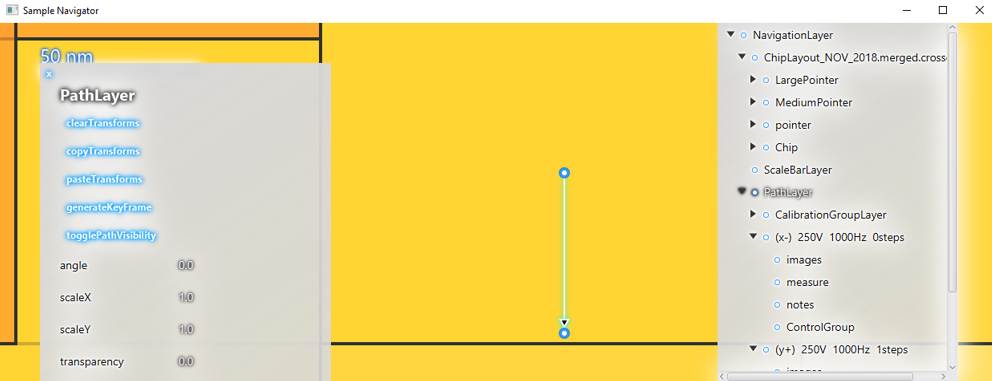 Sample Navigator
50 nm
PathLayer
clearTransforms
copyTransforms
pasteTransforms
generateKeyFrame
togglePathVisibility
angle 0.0
scaleX 1.0
scaleY 1.0
transparency 0.0
NavigationLayer
ChipLayout_NOV_2018.merged.crosse
LargePointer
MediumPointer
pointer
Chip
ScaleBarLayer
PathLayer
CalibrationGroupLayer
(x-) 250V 1000Hz 0steps
images
measure
notes
ControlGroup
(y+) 250V 1000Hz 1steps
images